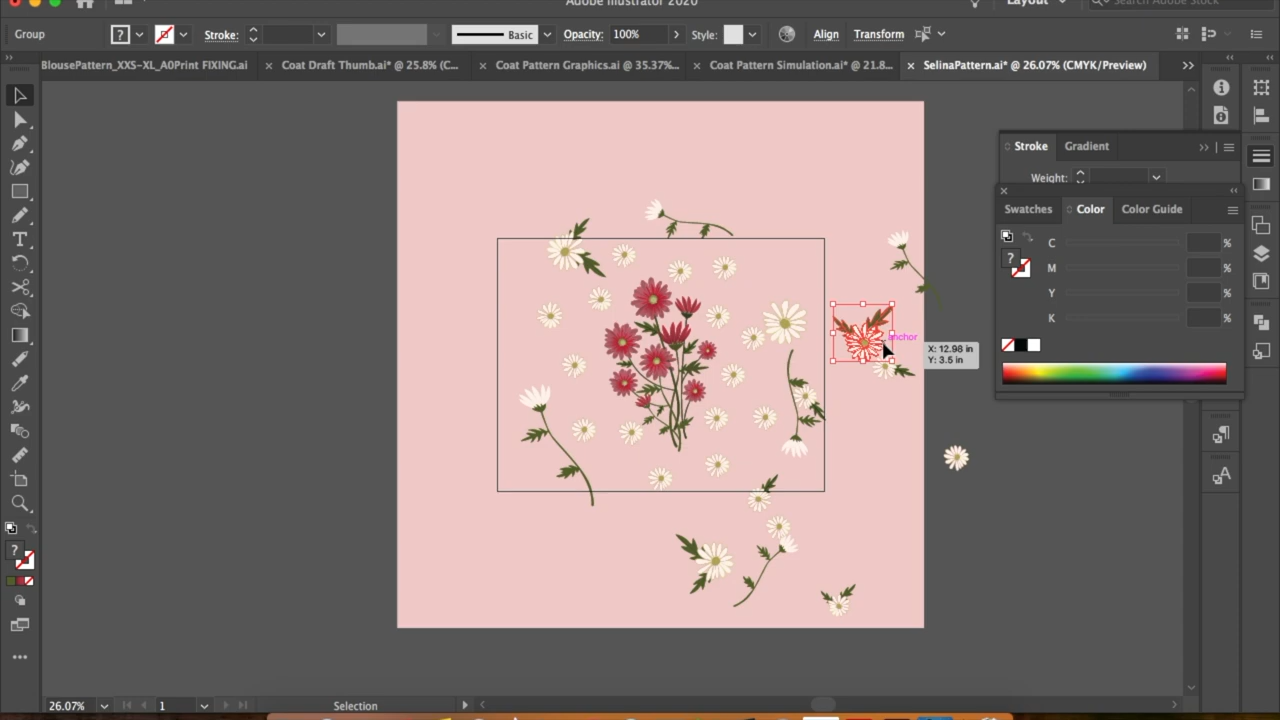 Adobe Illustrator 2020
Layout
Search Adobe Stock
Group
?
Stroke:
Basic
Opacity: 100%
Style:
Align
Transform
BlousePattern_XXS-XL_A0Print FIXING.ai
× Coat Draft Thumb.ai* @ 25.8% (C...
× Coat Pattern Graphics.ai @ 35.37%...
× Coat Pattern Simulation.ai* @ 21.8...
× SelinaPattern.ai* @ 26.07% (CMYK/Preview)
Stroke
Gradient
Weight:
Swatches
Color
Color Guide
C %
M %
Y %
K %
?
anchor
X: 12.98 in
Y: 3.5 in
?
26.07%
1
Selection